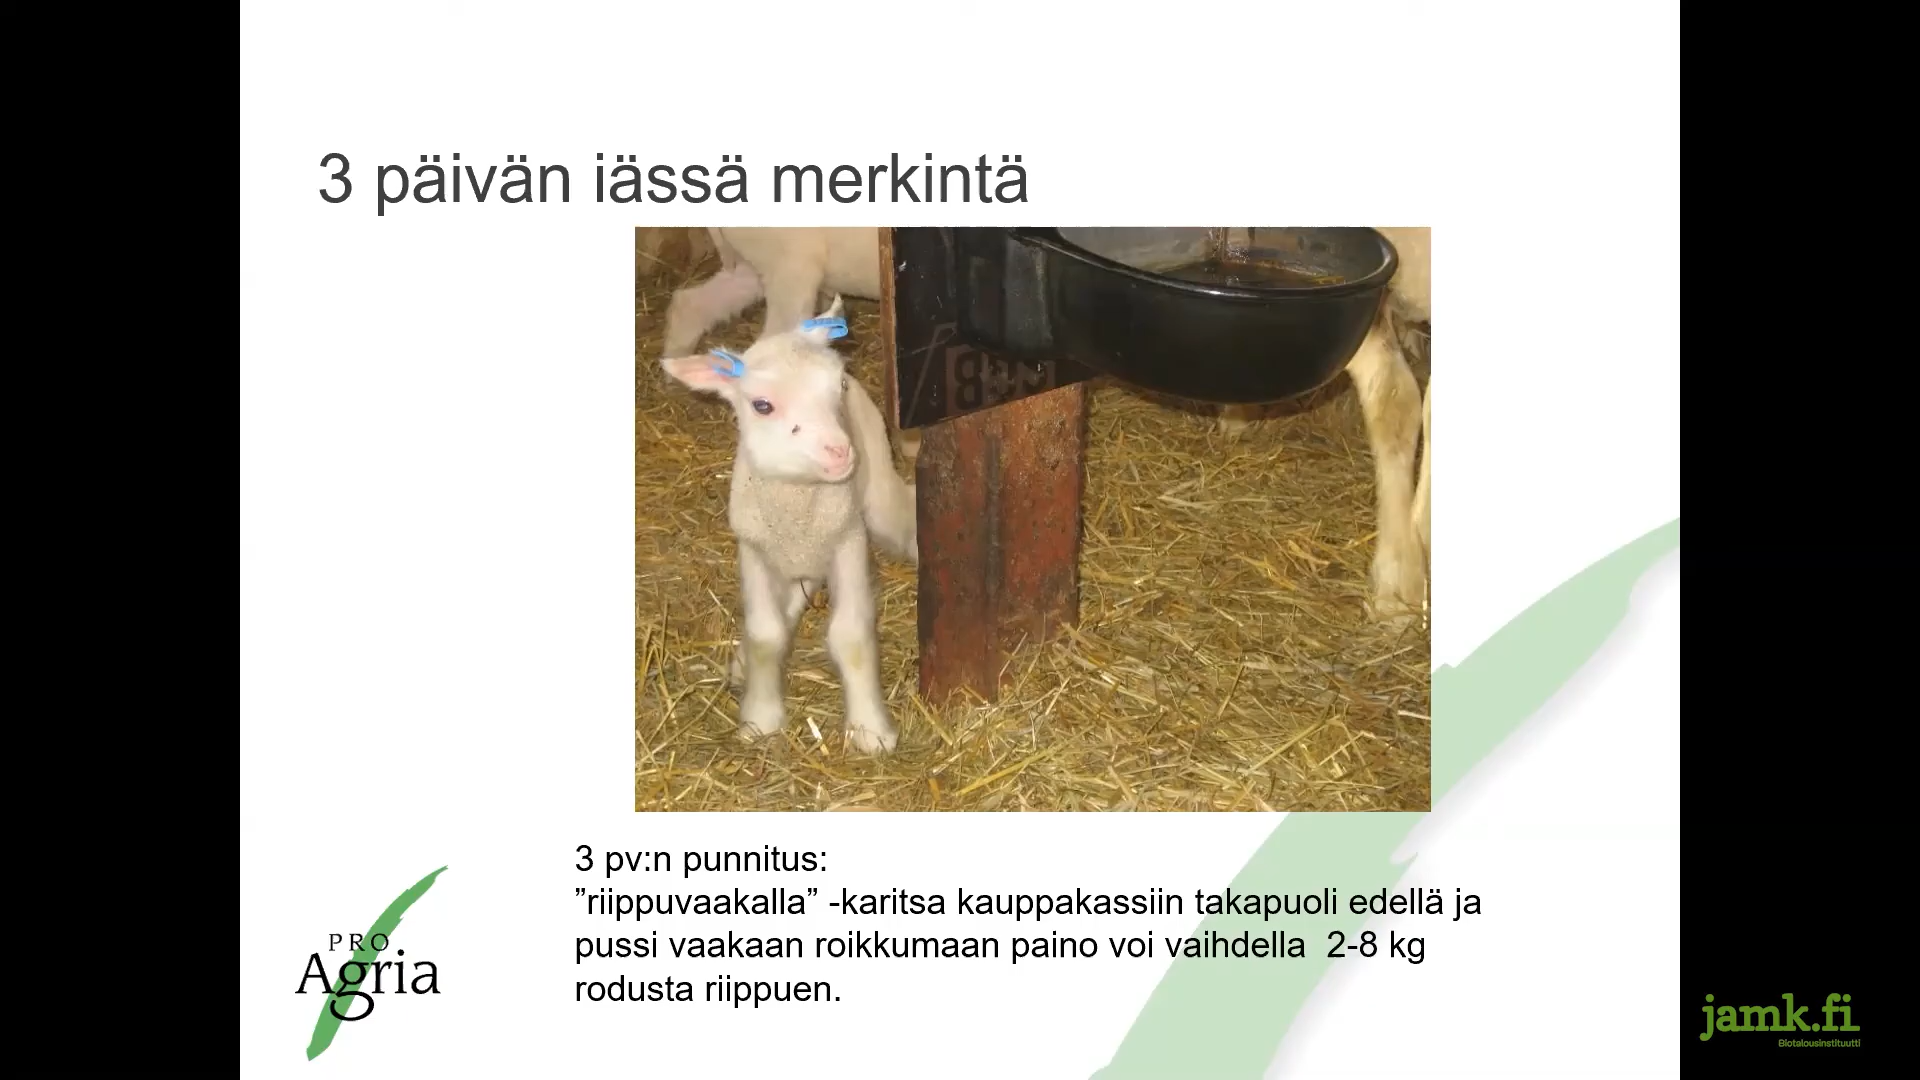 3 päivän iässä merkintä
3 pv:n punnitus:
”riippuvaakalla” -karitsa kauppakassiin takapuoli edellä ja
pussi vaakaan roikkumaan paino voi vaihdella  2-8 kg
rodusta riippuen.
PRO
Agria
jamk.fi
Biotalousinstituutti